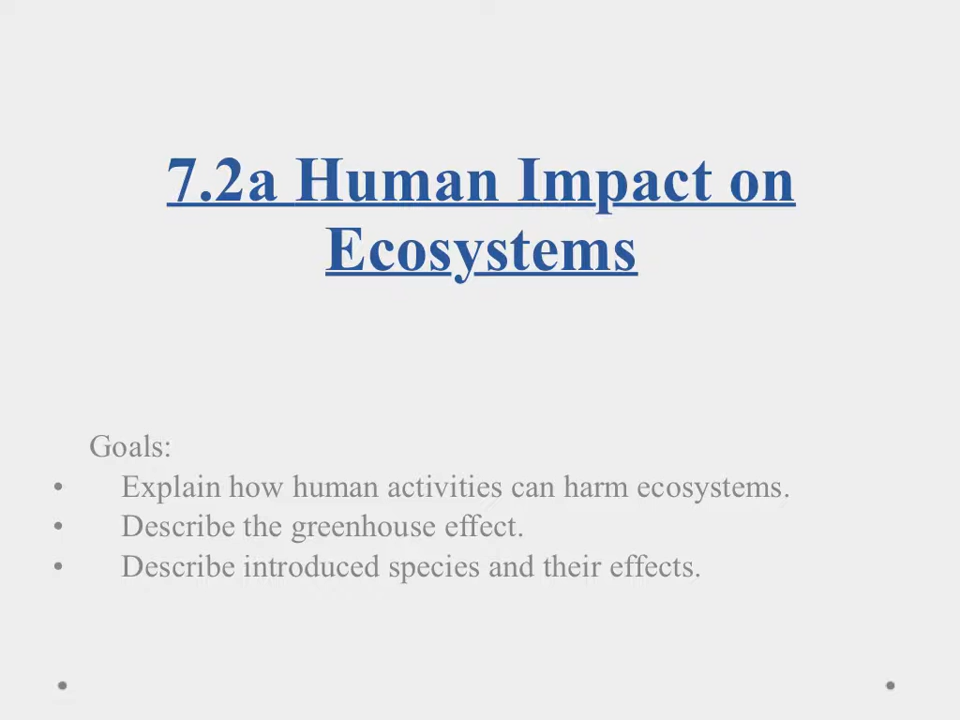 7.2a Human Impact on
Ecosystems
Goals:
• Explain how human activities can harm ecosystems.
• Describe the greenhouse effect.
• Describe introduced species and their effects.